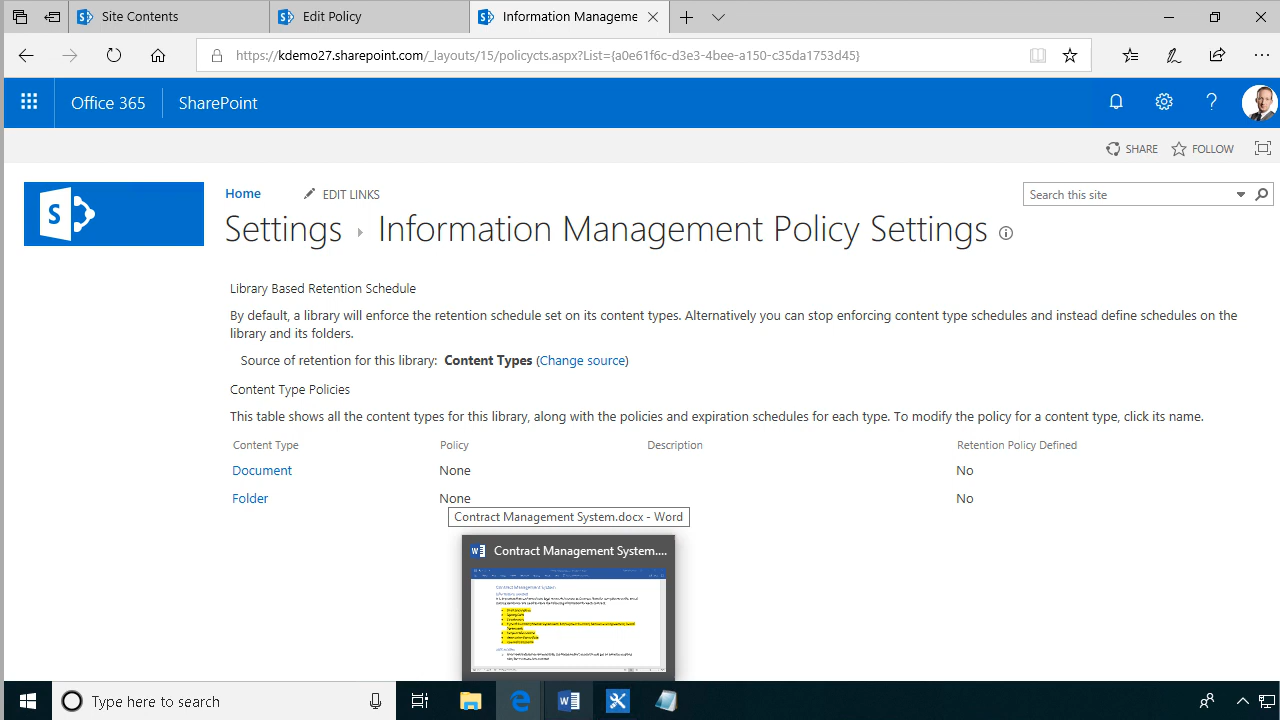 Site Contents
Edit Policy
Information Manageme
https://kdemo27.sharepoint.com/_layouts/15/policycts.aspx?List={a0e61f6c-d3e3-4bee-a150-c35da1753d45}
Office 365
SharePoint
SHARE
FOLLOW
S
Home
EDIT LINKS
Search this site
Settings
Information Management Policy Settings
Library Based Retention Schedule
By default, a library will enforce the retention schedule set on its content types. Alternatively you can stop enforcing content type schedules and instead define schedules on the
library and its folders.
Source of retention for this library: Content Types (Change source)
Content Type Policies
This table shows all the content types for this library, along with the policies and expiration schedules for each type. To modify the policy for a content type, click its name.
Content Type Policy Description Retention Policy Defined
Document None No
Folder None No
Contract Management System.docx - Word
Contract Management System....
Contract Management System
Type here to search